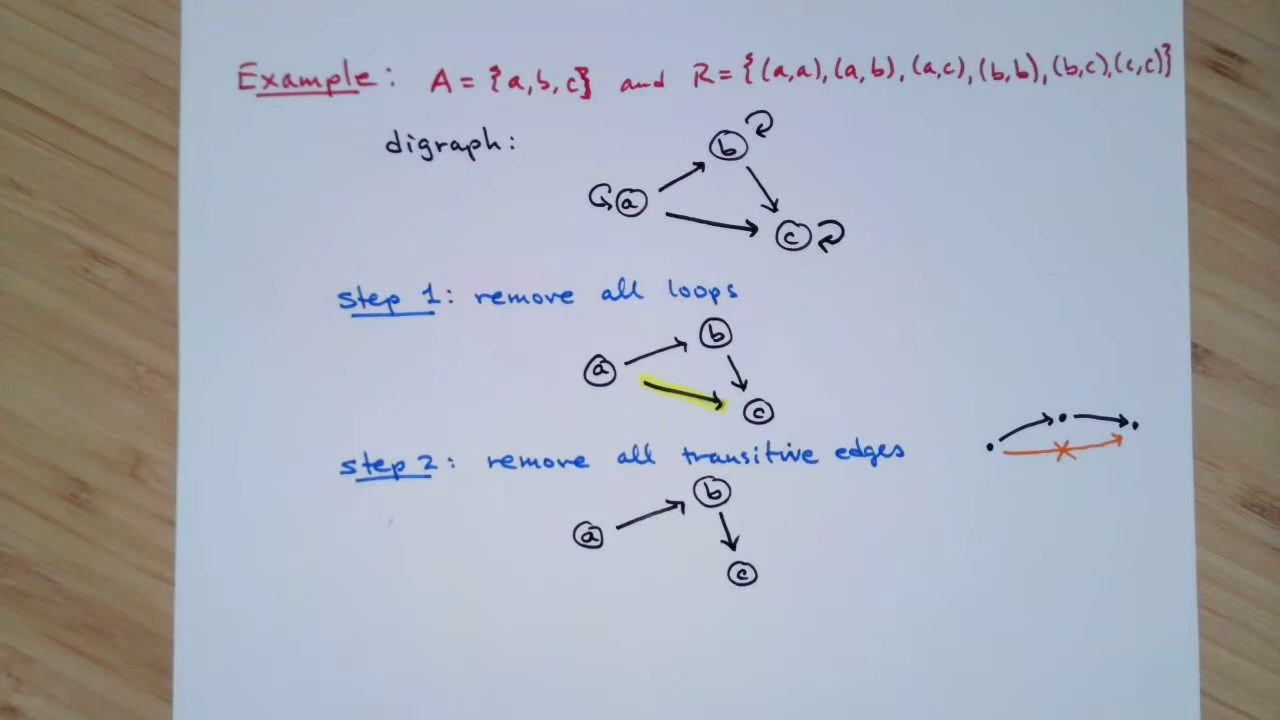 Example: A = {a,b,c} and R = {(a,a),(a,b),(a,c),(b,b),(b,c),(c,c)}
digraph:
b
a
c
step 1: remove all loops
b
a
c
step 2: remove all transitive edges
b
a
c